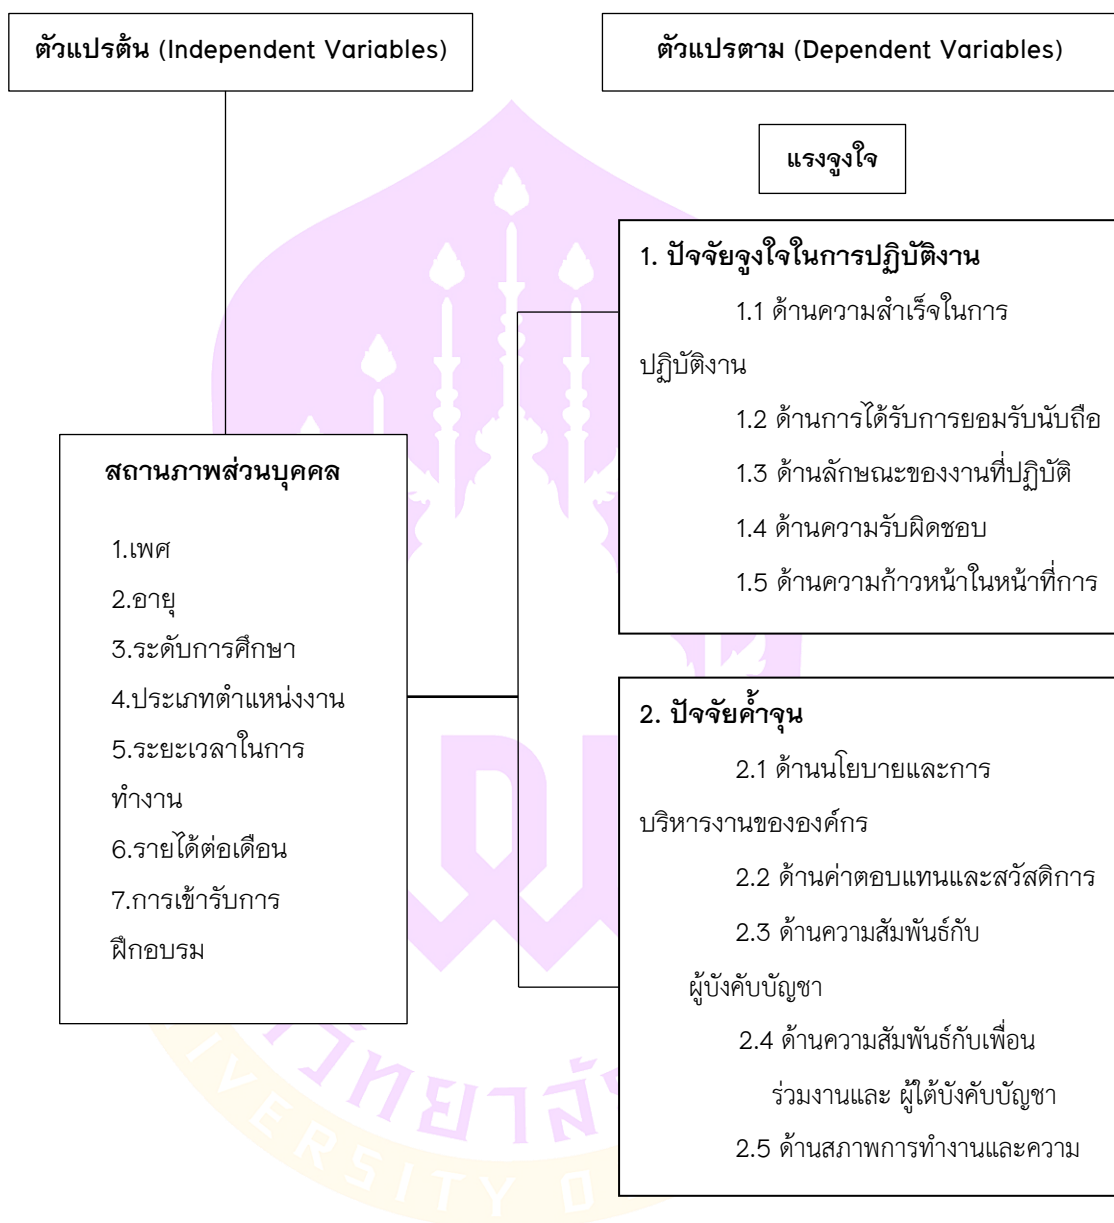 ตัวแปรต้น (Independent Variables)
ตัวแปรตาม (Dependent Variables)
แรงจูงใจ
สถานภาพส่วนบุคคล
1.เพศ
2.อายุ
3.ระดับการศึกษา
4.ประเภทตำแหน่งงาน
5.ระยะเวลาในการ
ทำงาน
6.รายได้ต่อเดือน
7.การเข้ารับการ
ฝึกอบรม
1. ปัจจัยจูงใจในการปฏิบัติงาน
1.1 ด้านความสำเร็จในการ
ปฏิบัติงาน
1.2 ด้านการได้รับการยอมรับนับถือ
1.3 ด้านลักษณะของงานที่ปฏิบัติ
1.4 ด้านความรับผิดชอบ
1.5 ด้านความก้าวหน้าในหน้าที่การ
2. ปัจจัยค้ำจุน
2.1 ด้านนโยบายและการ
บริหารงานขององค์กร
2.2 ด้านค่าตอบแทนและสวัสดิการ
2.3 ด้านความสัมพันธ์กับ
ผู้บังคับบัญชา
2.4 ด้านความสัมพันธ์กับเพื่อน
ร่วมงานและ ผู้ใต้บังคับบัญชา
2.5 ด้านสภาพการทำงานและความ